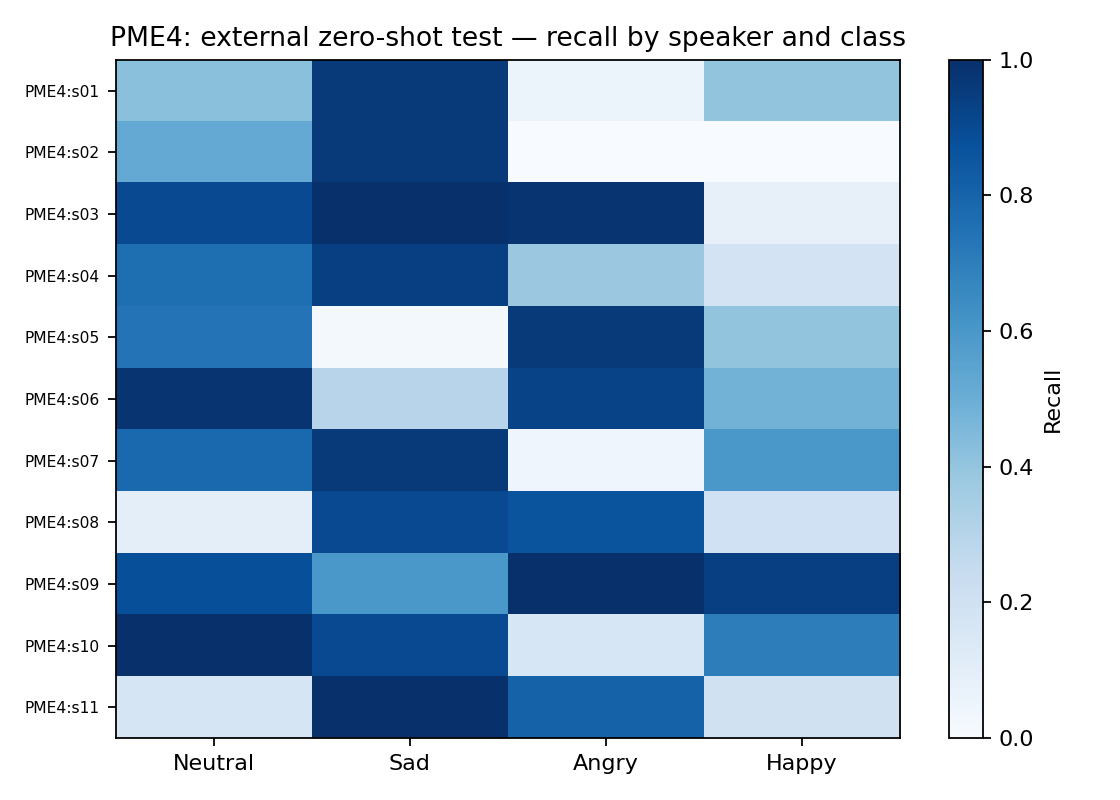 PME4: external zero-shot test — recall by speaker and class
PME4:s01
PME4:s02
PME4:s03
PME4:s04
PME4:s05
PME4:s06
PME4:s07
PME4:s08
PME4:s09
PME4:s10
PME4:s11
Neutral
Sad
Angry
Happy
1.0
0.8
0.6
0.4
0.2
0.0
Recall